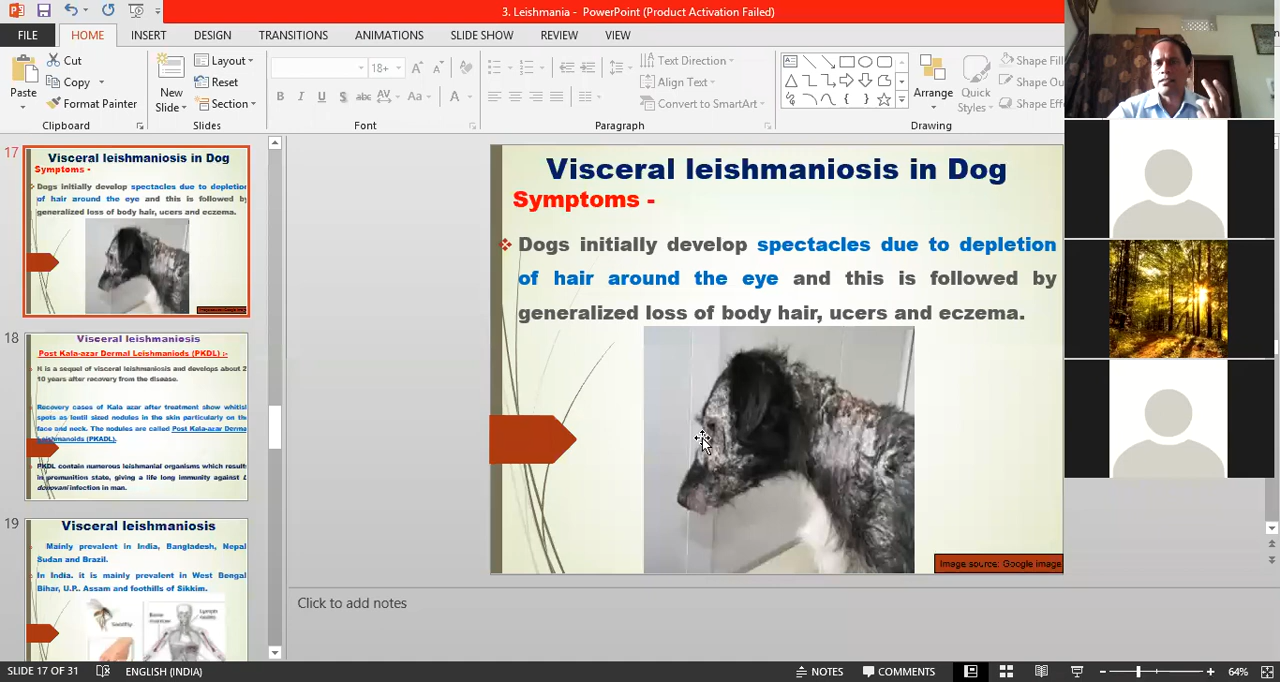 3. Leishmania - PowerPoint (Product Activation Failed)
FILE HOME INSERT DESIGN TRANSITIONS ANIMATIONS SLIDE SHOW REVIEW VIEW
Paste
Cut
Copy
Format Painter
Clipboard
New
Slide
Layout
Reset
Section
Slides
18+
B I U S abc AV Aa A
Font
Text Direction
Align Text
Convert to SmartArt
Paragraph
Arrange
Quick
Styles
Shape Fill
Shape Ou
Shape Effe
Drawing
17
Visceral leishmaniosis in Dog
Symptoms -
Dogs initially develop spectacles due to depletion
of hair around the eye and this is followed by
generalized loss of body hair, ucers and eczema.
18
Visceral leishmaniosis
Post Kala-azar Dermal Leishmaniods (PKDL) :-
It is a sequel of visceral leishmaniosis and develops about 2
10 years after recovery from the disease.
Recovery cases of Kala azar after treatment show whitish
spots as lentil sized nodules in the skin particularly on the
face and neck. The nodules are called Post Kala-azar Derma
Leishmanoids (PKADL).
PKDL contain numerous leishmanial organisms which result
in premunition state, giving a life long immunity against L
donovani infection in man.
19
Visceral leishmaniosis
Mainly prevalent in India, Bangladesh, Nepal
Sudan and Brazil.
In India. it is mainly prevalent in West Bengal
Bihar, U.P.. Assam and foothills of Sikkim.
Visceral leishmaniosis in Dog
Symptoms -
Dogs initially develop spectacles due to depletion
of hair around the eye and this is followed by
generalized loss of body hair, ucers and eczema.
Image source: Google image
Click to add notes
SLIDE 17 OF 31 ENGLISH (INDIA) NOTES COMMENTS 64%